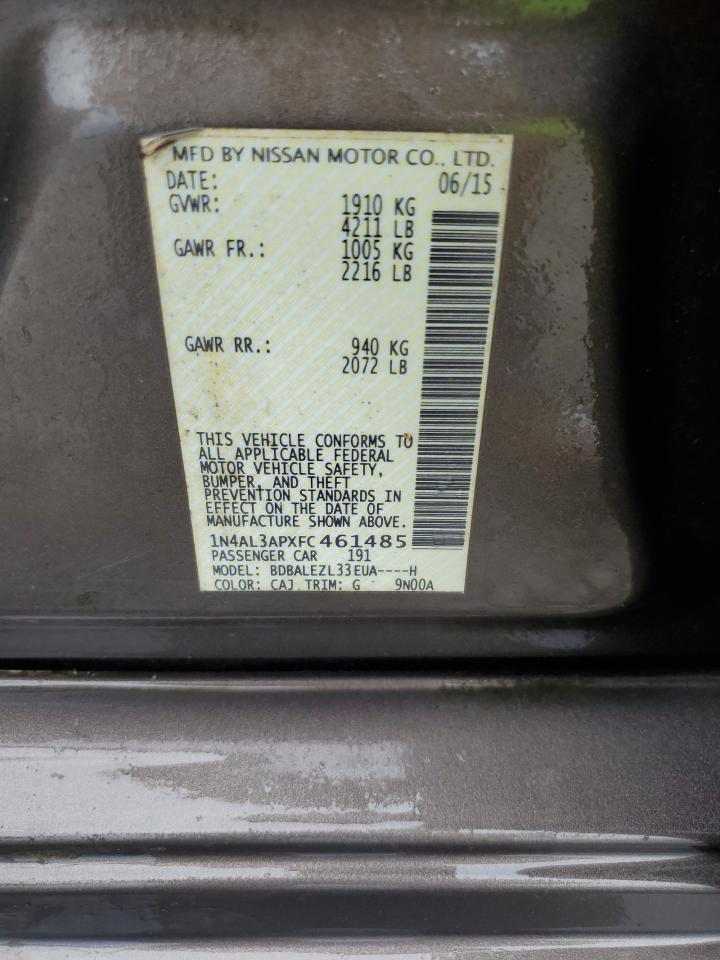 MFD BY NISSAN MOTOR CO., LTD.
DATE: 06/15
GVWR: 1910 KG
4211 LB
GAWR FR.: 1005 KG
2216 LB
GAWR RR.: 940 KG
2072 LB
THIS VEHICLE CONFORMS TO
ALL APPLICABLE FEDERAL
MOTOR VEHICLE SAFETY,
BUMPER, AND THEFT
PREVENTION STANDARDS IN
EFFECT ON THE DATE OF
MANUFACTURE SHOWN ABOVE.
1N4AL3APXFC461485
PASSENGER CAR 191
MODEL: BDBALEZL33EUA----H
COLOR: CAJ TRIM: G 9N00A